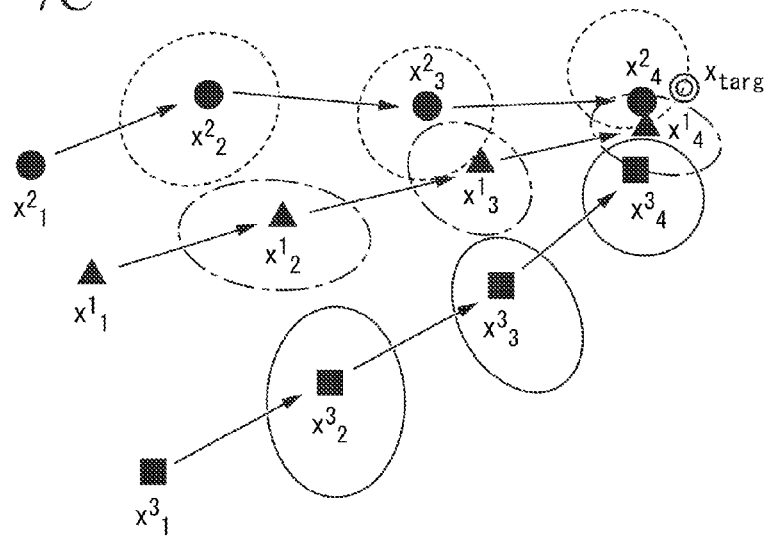 x²₃
x²₄
x_targ
x²₂
x¹₄
x²₁
x¹₃
x³₄
x¹₂
x¹₁
x³₃
x³₂
x³₁